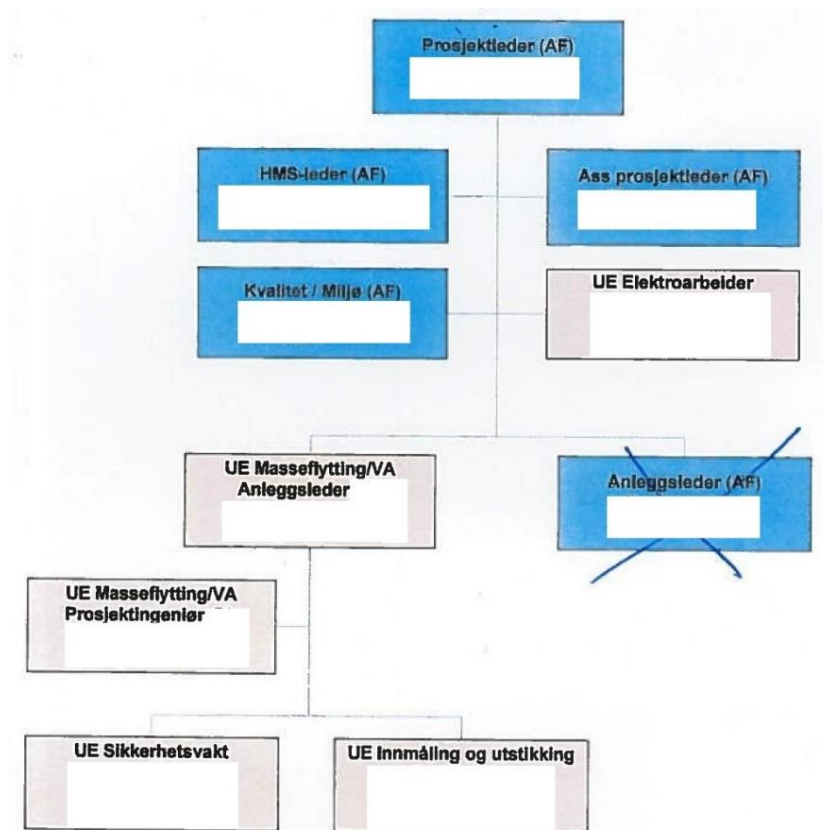 Prosjektleder (AF)
HMS-leder (AF)
Ass prosjektleder (AF)
Kvalitet / Miljø (AF)
UE Elektroarbeider
UE Masseflytting/VA
Anleggsleder
Anleggsleder (AF)
UE Masseflytting/VA
Prosjektingeniør
UE Sikkerhetsvakt
UE Innmåling og utstikking